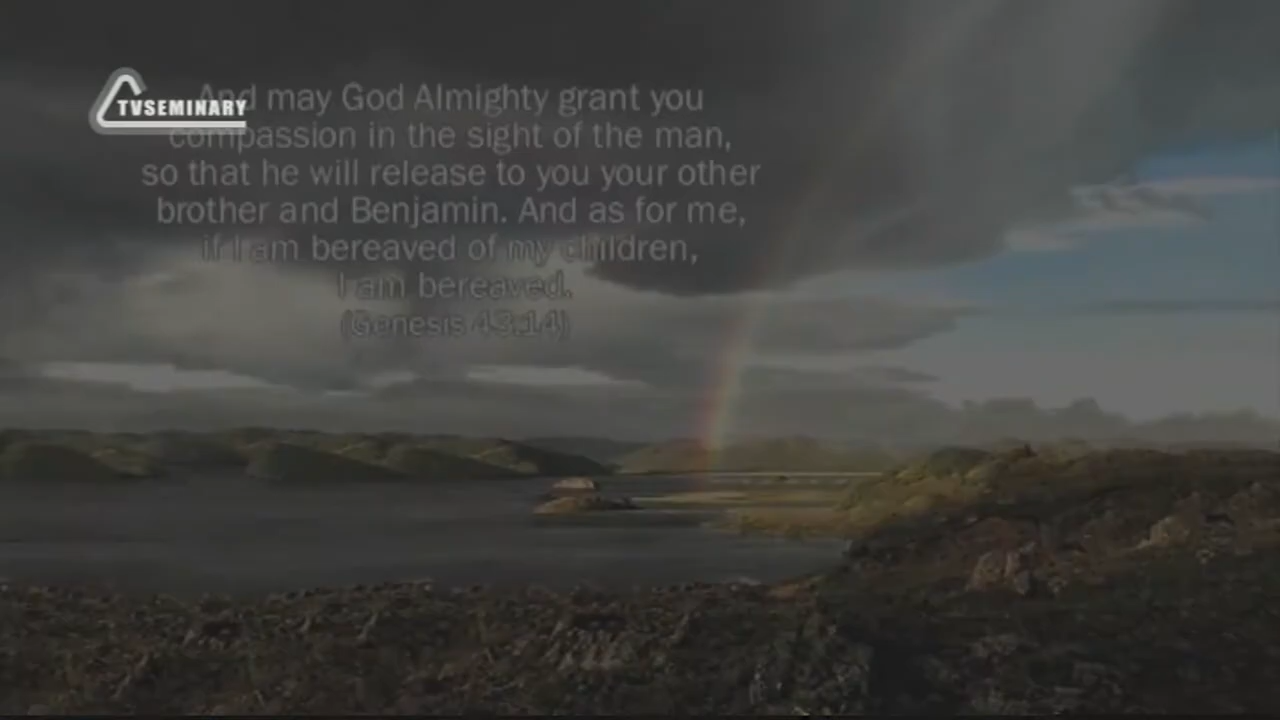 TVSEMINARY
And may God Almighty grant you
compassion in the sight of the man,
so that he will release to you your other
brother and Benjamin. And as for me,
if I am bereaved of my children,
I am bereaved.
(Genesis 43:14)